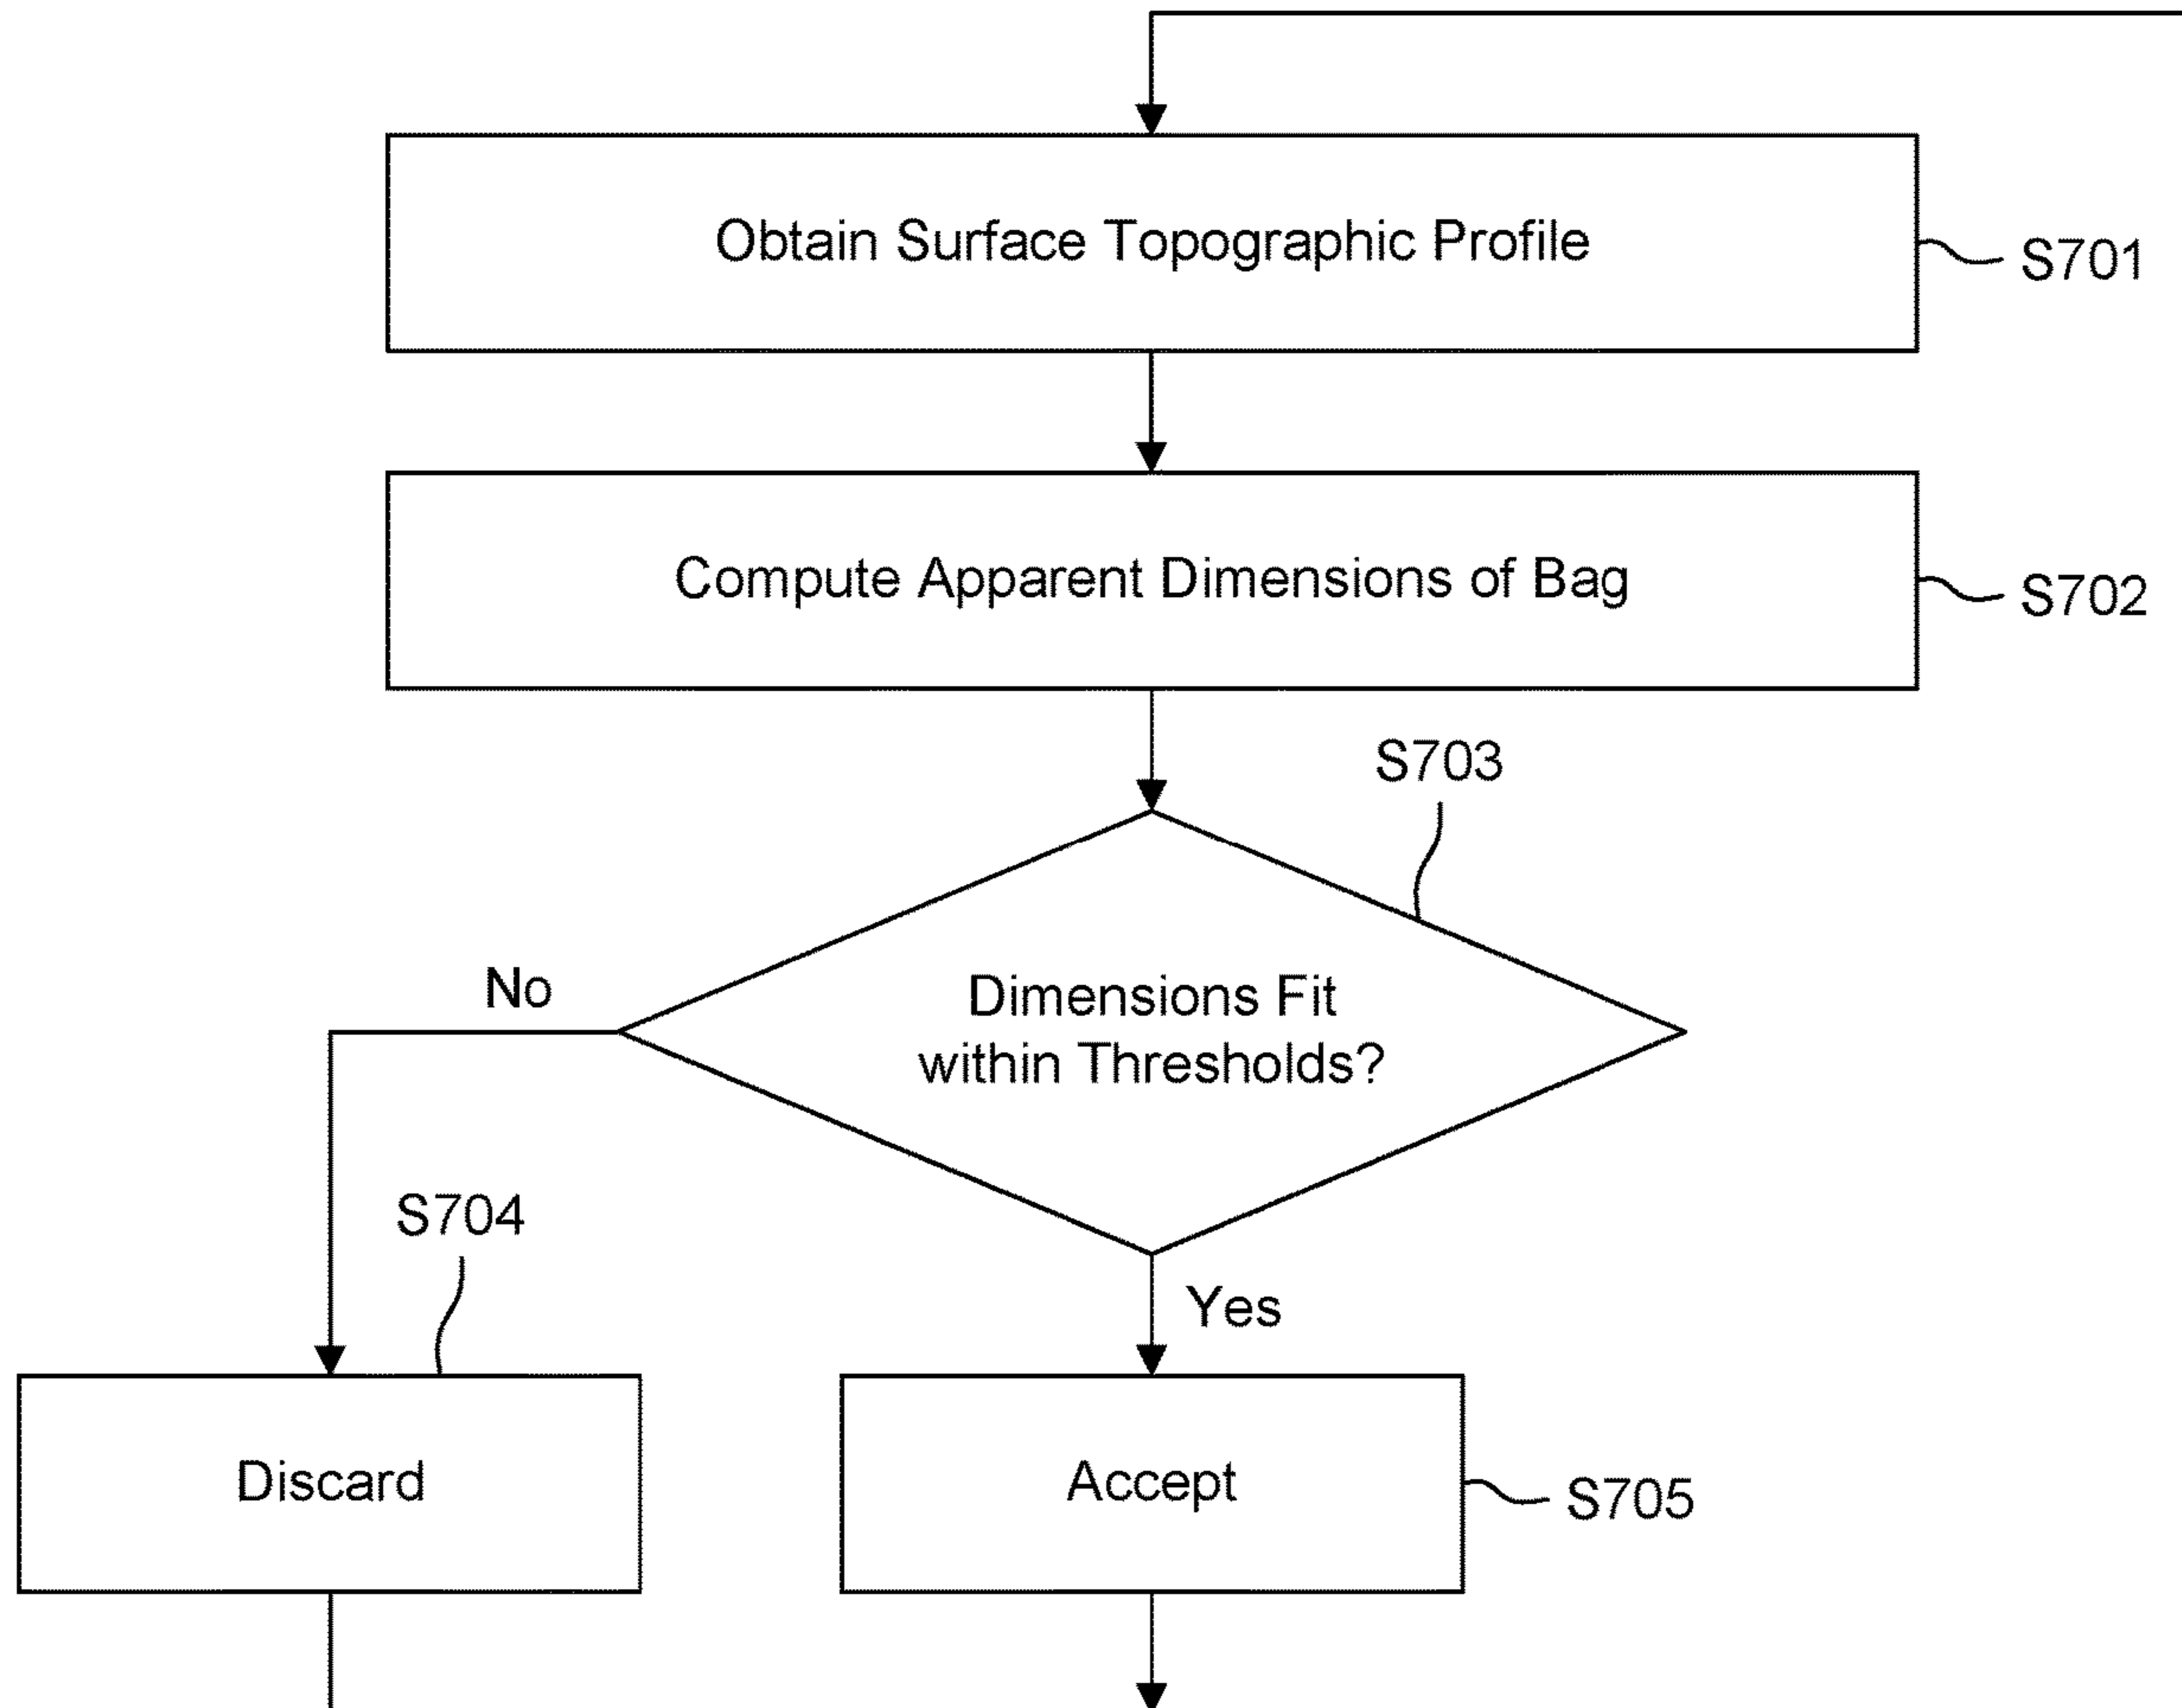 Obtain Surface Topographic Profile
S701
Compute Apparent Dimensions of Bag
S702
S703
No
Dimensions Fit
within Thresholds?
S704
Yes
Discard
Accept
S705